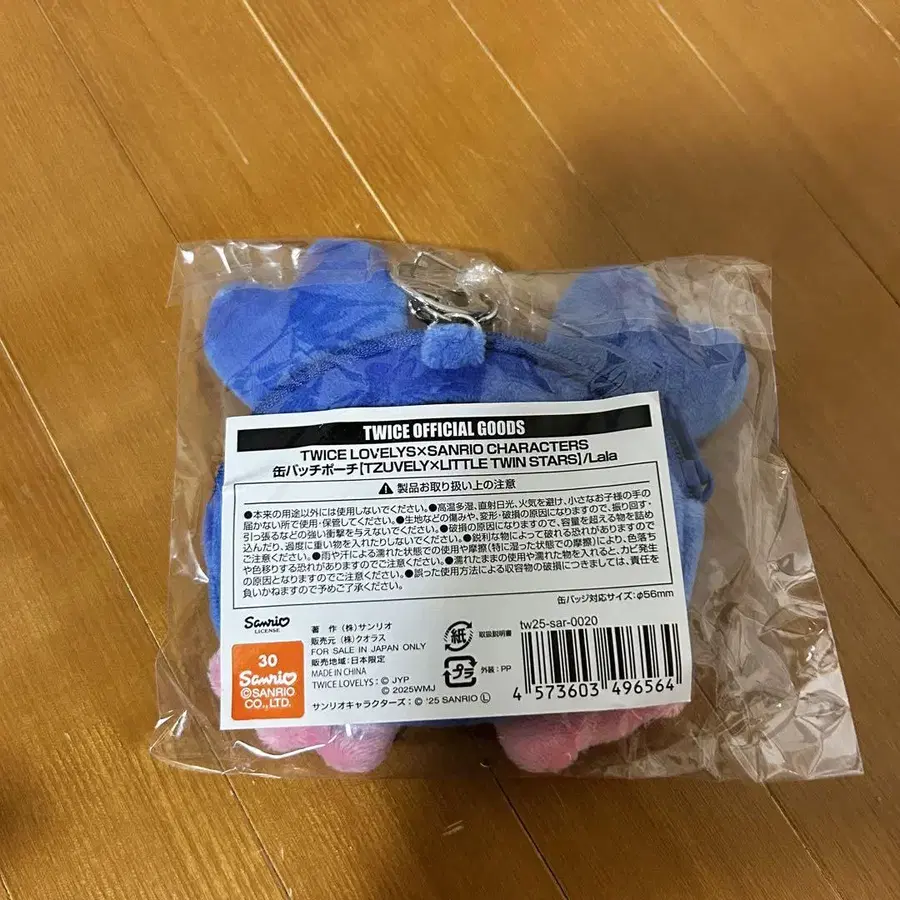 TWICE OFFICIAL GOODS
TWICE LOVELYS×SANRIO CHARACTERS
缶バッチポーチ[TZUVELY×LITTLE TWIN STARS]/Lala
製品お取り扱い上の注意
●本来の用途以外には使用しないでください。●高温多湿、直射日光、火気を避け、小さなお子様の手の
届かない所で使用・保管してください。●生地などの傷みや、変形・破損の原因になりますので、振り回す・
引っ張るなどの強い衝撃を与えないでください。●破損の原因になりますので、容量を超える物を詰め
込んだり、過度に重い物を入れたりしないでください。●鋭利な物によって破れる恐れがありますので
ご注意ください。●雨や汗による濡れた状態での使用や摩擦(特に湿った状態での摩擦)により、色落ち
や色移りする恐れがありますのでご注意ください。●濡れたままの使用や濡れた物を入れると、カビ発生
の原因となりますのでご注意ください。●誤った使用方法による収容物の破損につきましては、責任を
負いかねますので予めご了承ください。
缶バッジ対応サイズ:φ56mm
Sanrio
LICENSE
30
Sanrio
©SANRIO
CO.,LTD.
著 作 (株)サンリオ
販売元 (株)クオラス
FOR SALE IN JAPAN ONLY
販売地域:日本限定
MADE IN CHINA
TWICE LOVELYS: © JYP
© 2025WMJ
サンリオキャラクターズ: © '25 SANRIO Ⓛ
紙
取扱説明書
プラ
外装:PP
tw25-sar-0020
4 573603 496564